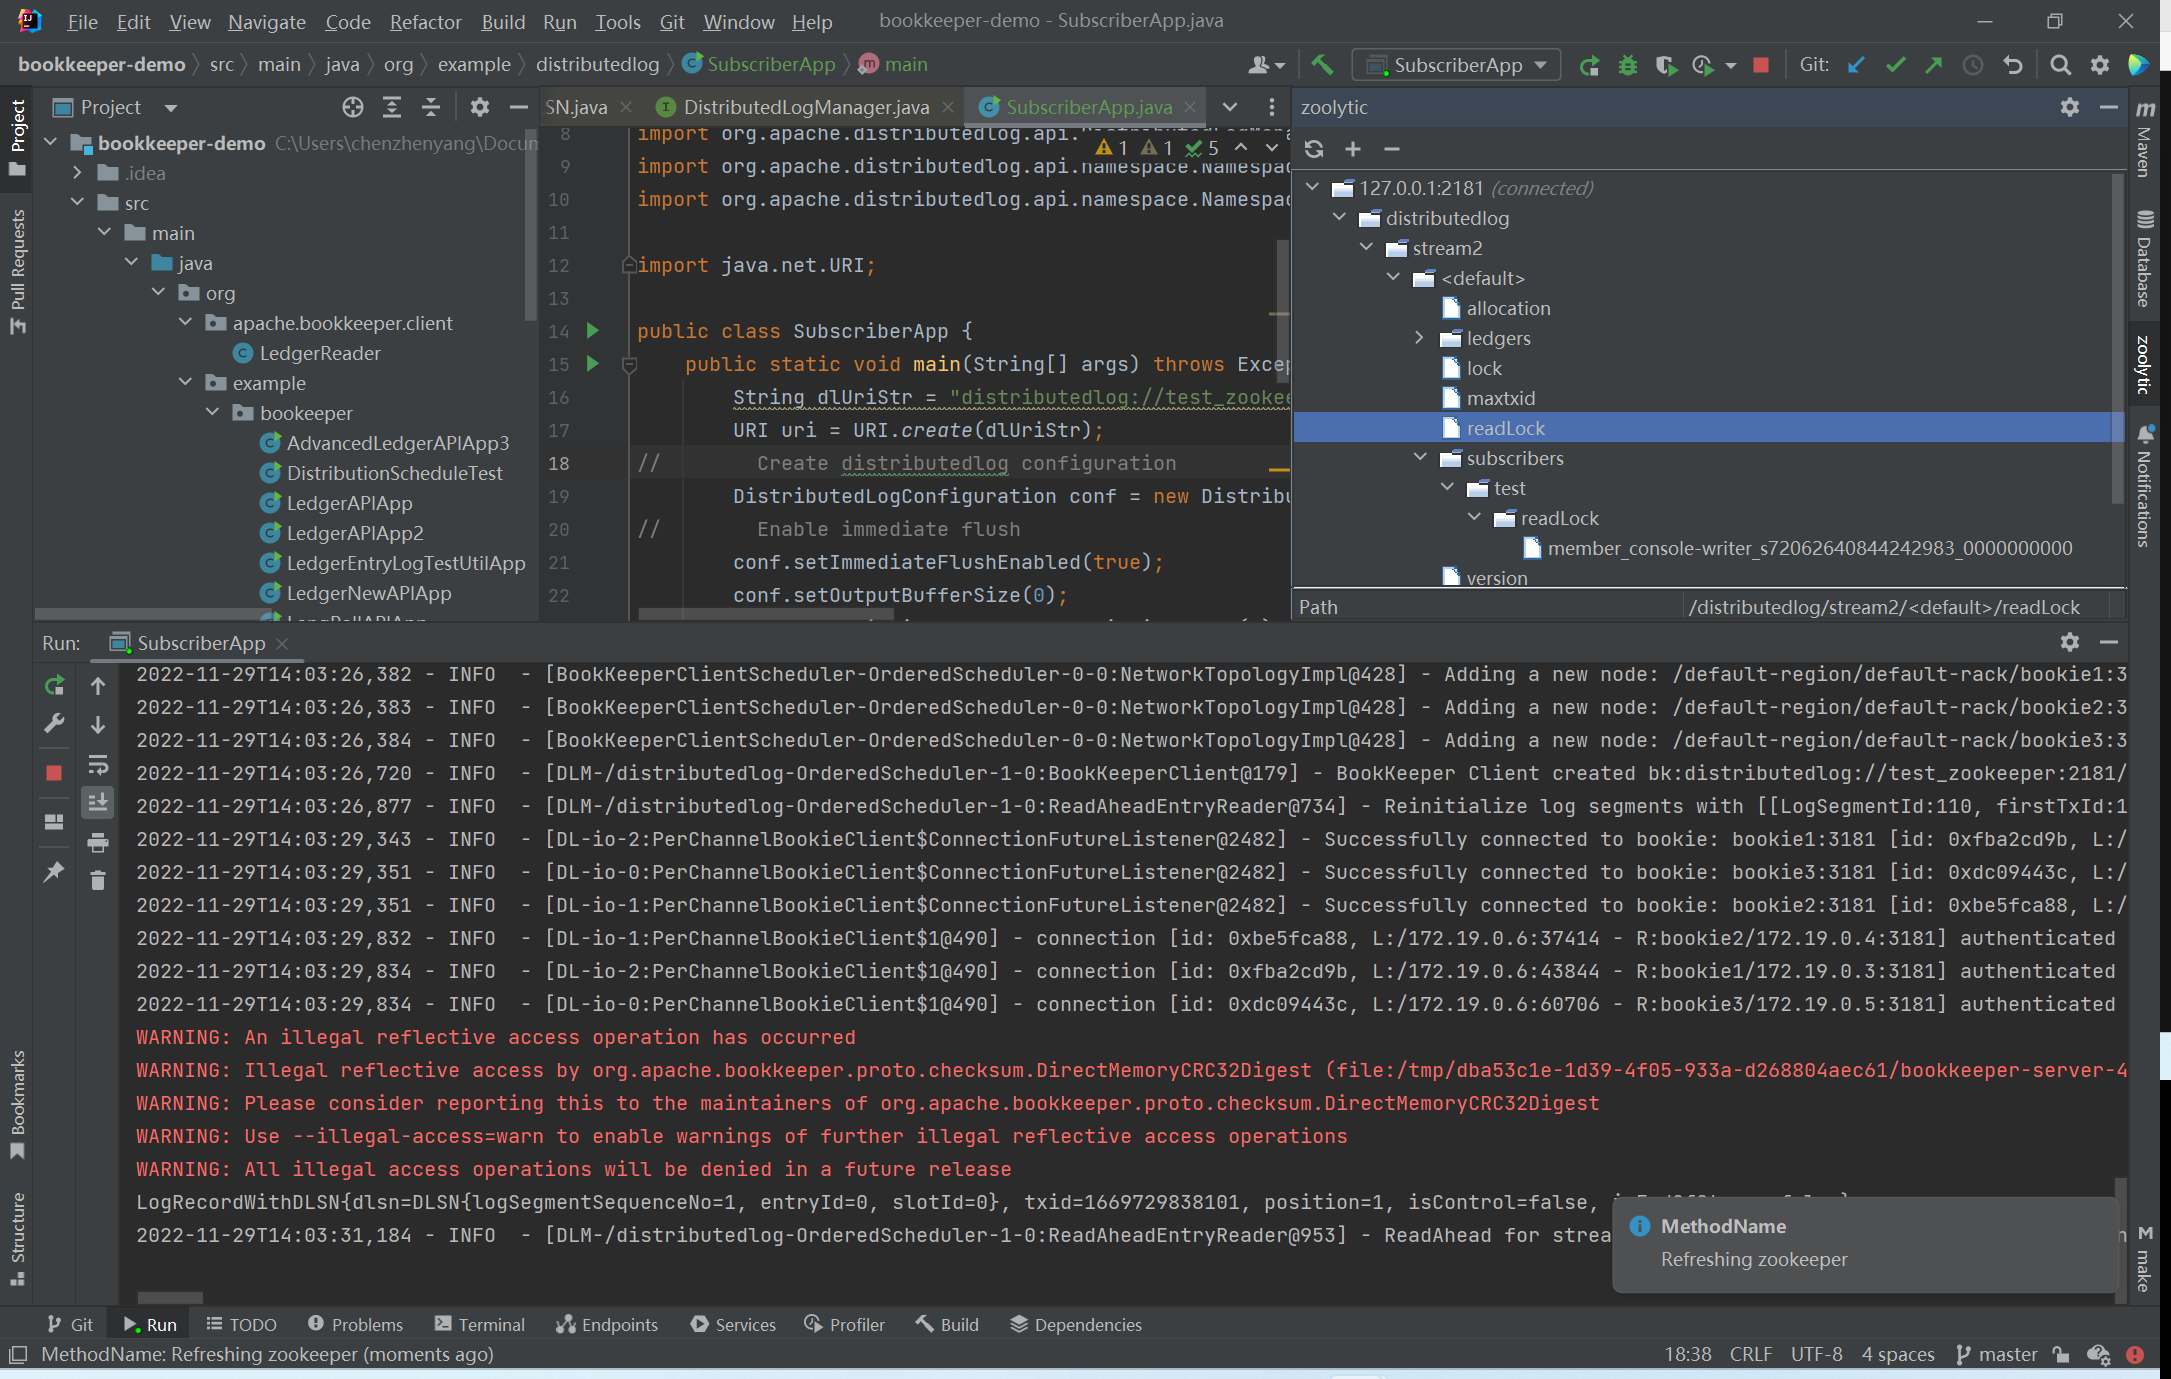 File Edit View Navigate Code Refactor Build Run Tools Git Window Help bookkeeper-demo - SubscriberApp.java
bookkeeper-demo src main java org example distributedlog SubscriberApp main SubscriberApp Git:
Project
SN.java DistributedLogManager.java SubscriberApp.java
zoolytic
bookkeeper-demo C:\Users\chenzhenyang\Docum
.idea
src
main
java
org
apache.bookkeeper.client
LedgerReader
example
bookeeper
AdvancedLedgerAPIApp3
DistributionScheduleTest
LedgerAPIApp
LedgerAPIApp2
LedgerEntryLogTestUtilApp
LedgerNewAPIApp
1 1 5
8 import org.apache.distributedlog.api.
9 import org.apache.distributedlog.api.namespace.Namespac
10 import org.apache.distributedlog.api.namespace.Namespac
11
12 import java.net.URI;
13
14 public class SubscriberApp {
15 public static void main(String[] args) throws Excep
16 String dlUriStr = "distributedlog://test_zookee
17 URI uri = URI.create(dlUriStr);
18 // Create distributedlog configuration
19 DistributedLogConfiguration conf = new Distribu
20 // Enable immediate flush
21 conf.setImmediateFlushEnabled(true);
22 conf.setOutputBufferSize(0);
127.0.0.1:2181 (connected)
distributedlog
stream2
<default>
allocation
ledgers
lock
maxtxid
readLock
subscribers
test
readLock
member_console-writer_s72062640844242983_0000000000
version
Path /distributedlog/stream2/<default>/readLock
Project
Pull Requests
Bookmarks
Structure
Maven
Database
zoolytic
Notifications
make
Run: SubscriberApp
2022-11-29T14:03:26,382 - INFO - [BookKeeperClientScheduler-OrderedScheduler-0-0:NetworkTopologyImpl@428] - Adding a new node: /default-region/default-rack/bookie1:3
2022-11-29T14:03:26,383 - INFO - [BookKeeperClientScheduler-OrderedScheduler-0-0:NetworkTopologyImpl@428] - Adding a new node: /default-region/default-rack/bookie2:3
2022-11-29T14:03:26,384 - INFO - [BookKeeperClientScheduler-OrderedScheduler-0-0:NetworkTopologyImpl@428] - Adding a new node: /default-region/default-rack/bookie3:3
2022-11-29T14:03:26,720 - INFO - [DLM-/distributedlog-OrderedScheduler-1-0:BookKeeperClient@179] - BookKeeper Client created bk:distributedlog://test_zookeeper:2181/
2022-11-29T14:03:26,877 - INFO - [DLM-/distributedlog-OrderedScheduler-1-0:ReadAheadEntryReader@734] - Reinitialize log segments with [[LogSegmentId:110, firstTxId:1
2022-11-29T14:03:29,343 - INFO - [DL-io-2:PerChannelBookieClient$ConnectionFutureListener@2482] - Successfully connected to bookie: bookie1:3181 [id: 0xfba2cd9b, L:/
2022-11-29T14:03:29,351 - INFO - [DL-io-0:PerChannelBookieClient$ConnectionFutureListener@2482] - Successfully connected to bookie: bookie3:3181 [id: 0xdc09443c, L:/
2022-11-29T14:03:29,351 - INFO - [DL-io-1:PerChannelBookieClient$ConnectionFutureListener@2482] - Successfully connected to bookie: bookie2:3181 [id: 0xbe5fca88, L:/
2022-11-29T14:03:29,832 - INFO - [DL-io-1:PerChannelBookieClient$1@490] - connection [id: 0xbe5fca88, L:/172.19.0.6:37414 - R:bookie2/172.19.0.4:3181] authenticated
2022-11-29T14:03:29,834 - INFO - [DL-io-2:PerChannelBookieClient$1@490] - connection [id: 0xfba2cd9b, L:/172.19.0.6:43844 - R:bookie1/172.19.0.3:3181] authenticated
2022-11-29T14:03:29,834 - INFO - [DL-io-0:PerChannelBookieClient$1@490] - connection [id: 0xdc09443c, L:/172.19.0.6:60706 - R:bookie3/172.19.0.5:3181] authenticated
WARNING: An illegal reflective access operation has occurred
WARNING: Illegal reflective access by org.apache.bookkeeper.proto.checksum.DirectMemoryCRC32Digest (file:/tmp/dba53c1e-1d39-4f05-933a-d268804aec61/bookkeeper-server-4
WARNING: Please consider reporting this to the maintainers of org.apache.bookkeeper.proto.checksum.DirectMemoryCRC32Digest
WARNING: Use --illegal-access=warn to enable warnings of further illegal reflective access operations
WARNING: All illegal access operations will be denied in a future release
LogRecordWithDLSN{dlsn=DLSN{logSegmentSequenceNo=1, entryId=0, slotId=0}, txid=1669729838101, position=1, isControl=false,
2022-11-29T14:03:31,184 - INFO - [DLM-/distributedlog-OrderedScheduler-1-0:ReadAheadEntryReader@953] - ReadAhead for strea
MethodName
Refreshing zookeeper
Git Run TODO Problems Terminal Endpoints Services Profiler Build Dependencies
MethodName: Refreshing zookeeper (moments ago) 18:38 CRLF UTF-8 4 spaces master